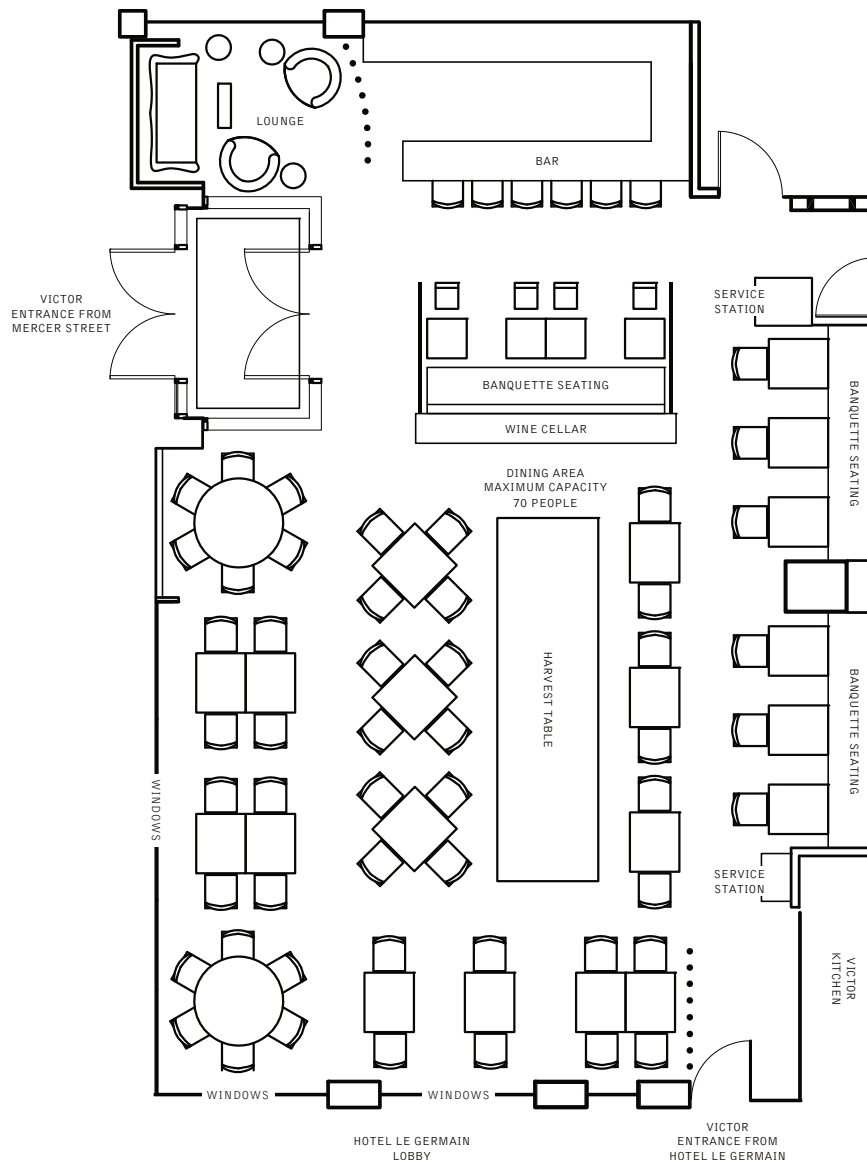 LOUNGE
BAR
VICTOR
ENTRANCE FROM
MERCER STREET
SERVICE
STATION
BANQUETTE SEATING
WINE CELLAR
BANQUETTE SEATING
DINING AREA
MAXIMUM CAPACITY
70 PEOPLE
HARVEST TABLE
BANQUETTE SEATING
WINDOWS
SERVICE
STATION
VICTOR
KITCHEN
WINDOWS
WINDOWS
HOTEL LE GERMAIN
LOBBY
VICTOR
ENTRANCE FROM
HOTEL LE GERMAIN